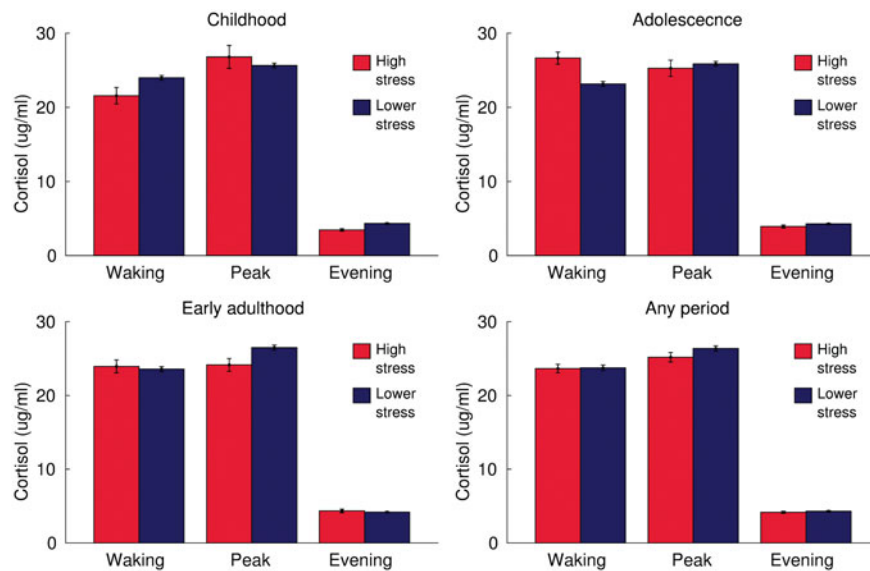 Childhood
30
20
10
0
Cortisol (ug/ml)
High
stress
Lower
stress
Waking Peak Evening
Adolescecnce
30
20
10
0
Cortisol (ug/ml)
High
stress
Lower
stress
Waking Peak Evening
Early adulthood
30
20
10
0
Cortisol (ug/ml)
High
stress
Lower
stress
Waking Peak Evening
Any period
30
20
10
0
Cortisol (ug/ml)
High
stress
Lower
stress
Waking Peak Evening